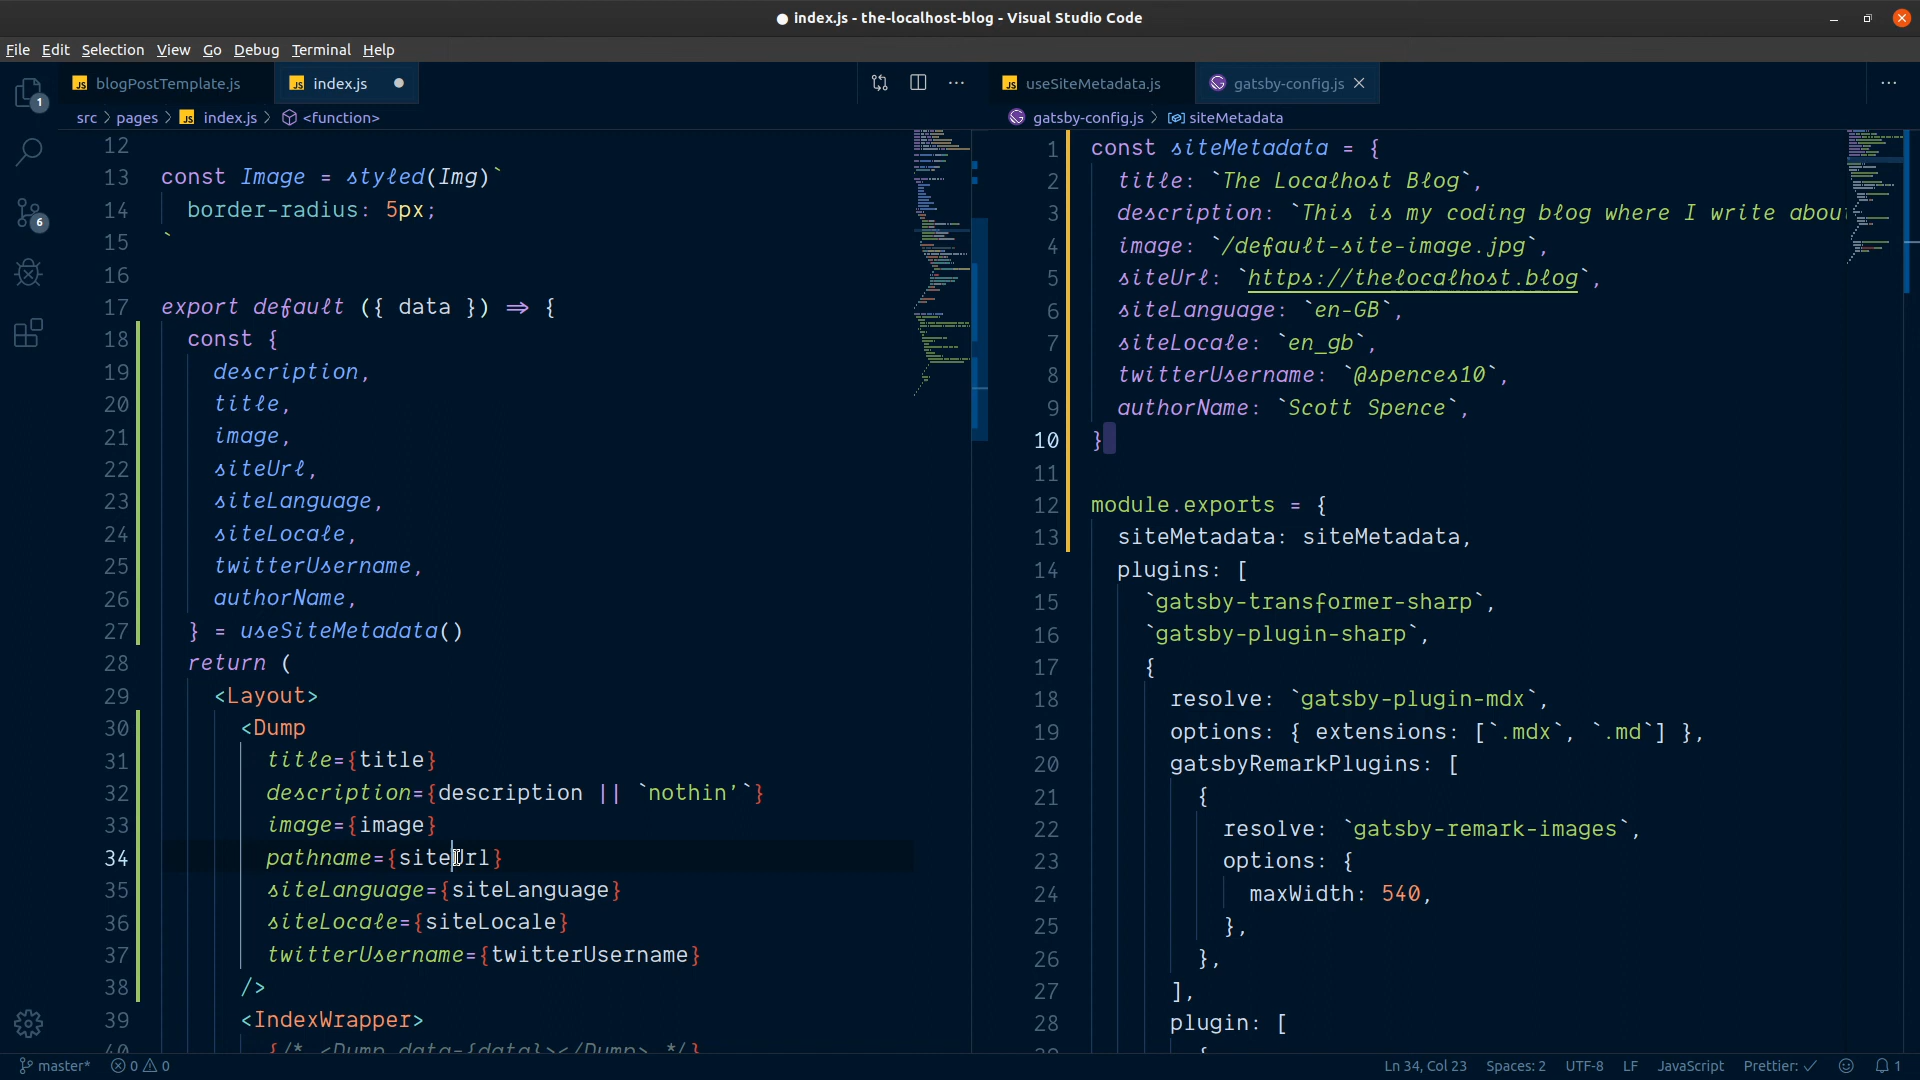 index.js - the-localhost-blog - Visual Studio Code
File Edit Selection View Go Debug Terminal Help
1
6
blogPostTemplate.js index.js
src > pages > JS index.js > <function>
12
13 const Image = styled(Img)`
14 border-radius: 5px;
15 `
16
17 export default ({ data }) => {
18 const {
19 description,
20 title,
21 image,
22 siteUrl,
23 siteLanguage,
24 siteLocale,
25 twitterUsername,
26 authorName,
27 } = useSiteMetadata()
28 return (
29 <Layout>
30 <Dump
31 title={title}
32 description={description || `nothin’`}
33 image={image}
34 pathname={siteUrl}
35 siteLanguage={siteLanguage}
36 siteLocale={siteLocale}
37 twitterUsername={twitterUsername}
38 />
39 <IndexWrapper>
40 {/* <Dump data={data}></Dump> */}
useSiteMetadata.js gatsby-config.js
gatsby-config.js > siteMetadata
1 const siteMetadata = {
2 title: `The Localhost Blog`,
3 description: `This is my coding blog where I write abou
4 image: `/default-site-image.jpg`,
5 siteUrl: `https://thelocalhost.blog`,
6 siteLanguage: `en-GB`,
7 siteLocale: `en_gb`,
8 twitterUsername: `@spences10`,
9 authorName: `Scott Spence`,
10 }
11
12 module.exports = {
13 siteMetadata: siteMetadata,
14 plugins: [
15 `gatsby-transformer-sharp`,
16 `gatsby-plugin-sharp`,
17 {
18 resolve: `gatsby-plugin-mdx`,
19 options: { extensions: [`.mdx`, `.md`] },
20 gatsbyRemarkPlugins: [
21 {
22 resolve: `gatsby-remark-images`,
23 options: {
24 maxWidth: 540,
25 },
26 },
27 ],
28 plugin: [
master* 0 0 Ln 34, Col 23 Spaces: 2 UTF-8 LF JavaScript Prettier: ✓ 1